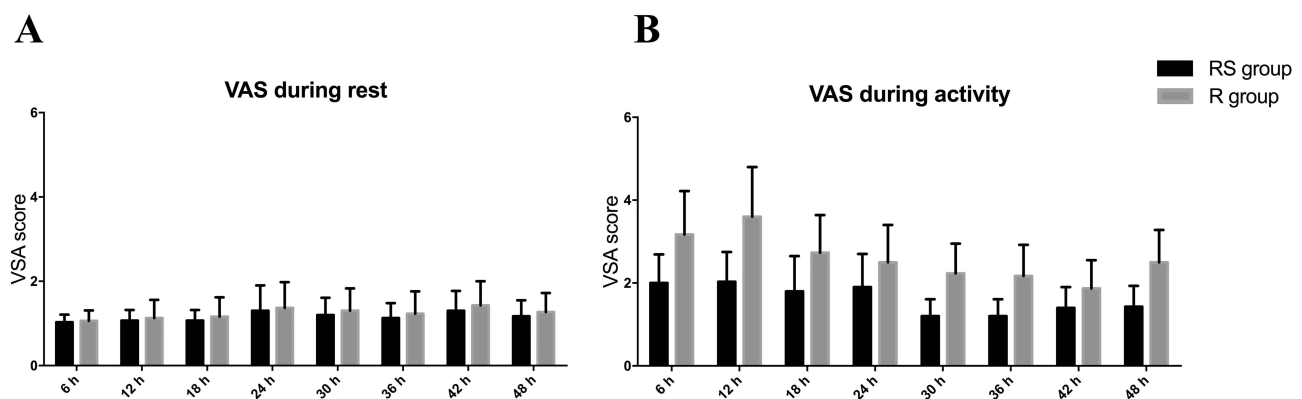 A
VAS during rest
VSA score
6
4
2
0
6 h
12 h
18 h
24 h
30 h
36 h
42 h
48 h
B
VAS during activity
VSA score
6
4
2
0
6 h
12 h
18 h
24 h
30 h
36 h
42 h
48 h
RS group
R group